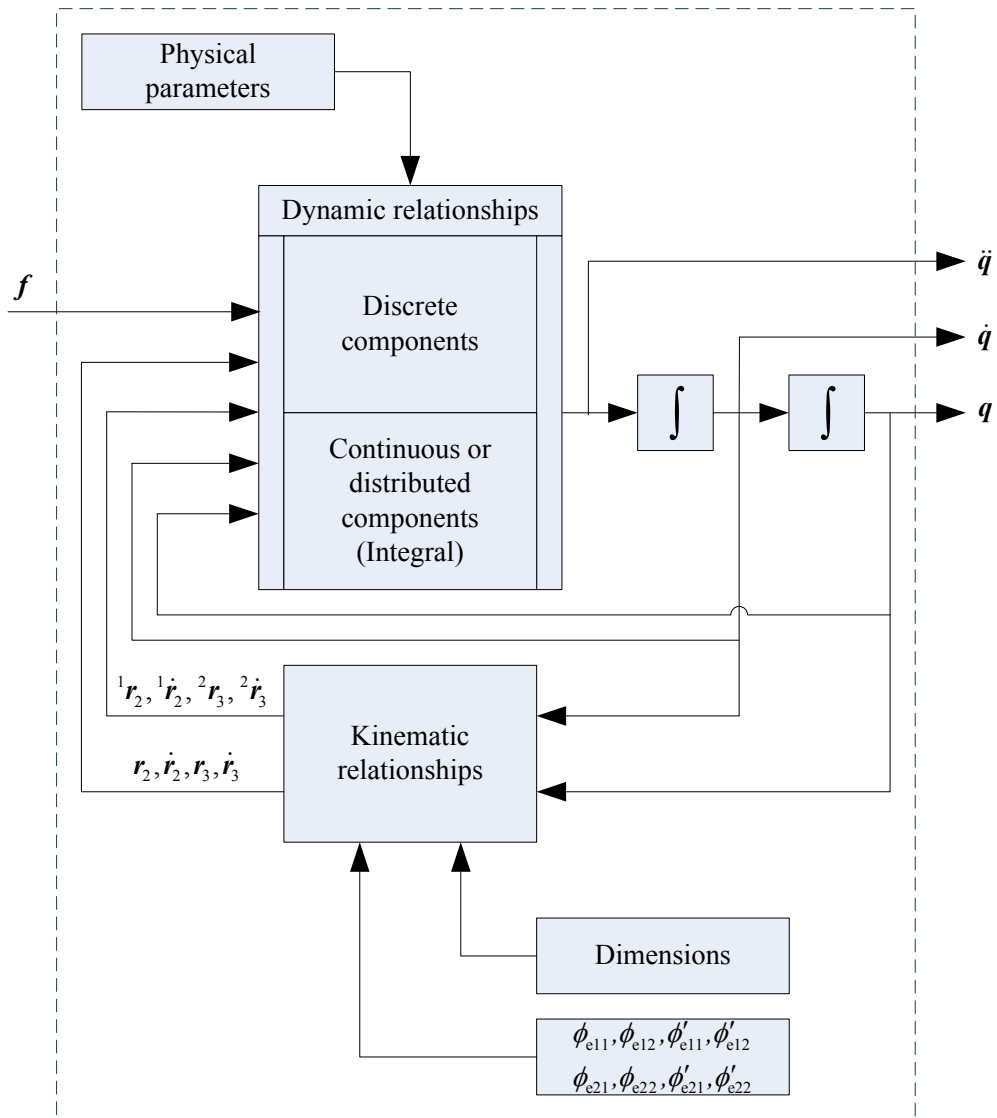 Physical
parameters
Dynamic relationships
Discrete
components
Continuous or
distributed
components
(Integral)
f
q̈
q̇
q
∫
∫
¹r₂, ¹ṙ₂, ²r₃, ²ṙ₃
r₂, ṙ₂, r₃, ṙ₃
Kinematic
relationships
Dimensions
ϕₑ₁₁, ϕₑ₁₂, ϕ′ₑ₁₁, ϕ′ₑ₁₂
ϕₑ₂₁, ϕₑ₂₂, ϕ′ₑ₂₁, ϕ′ₑ₂₂